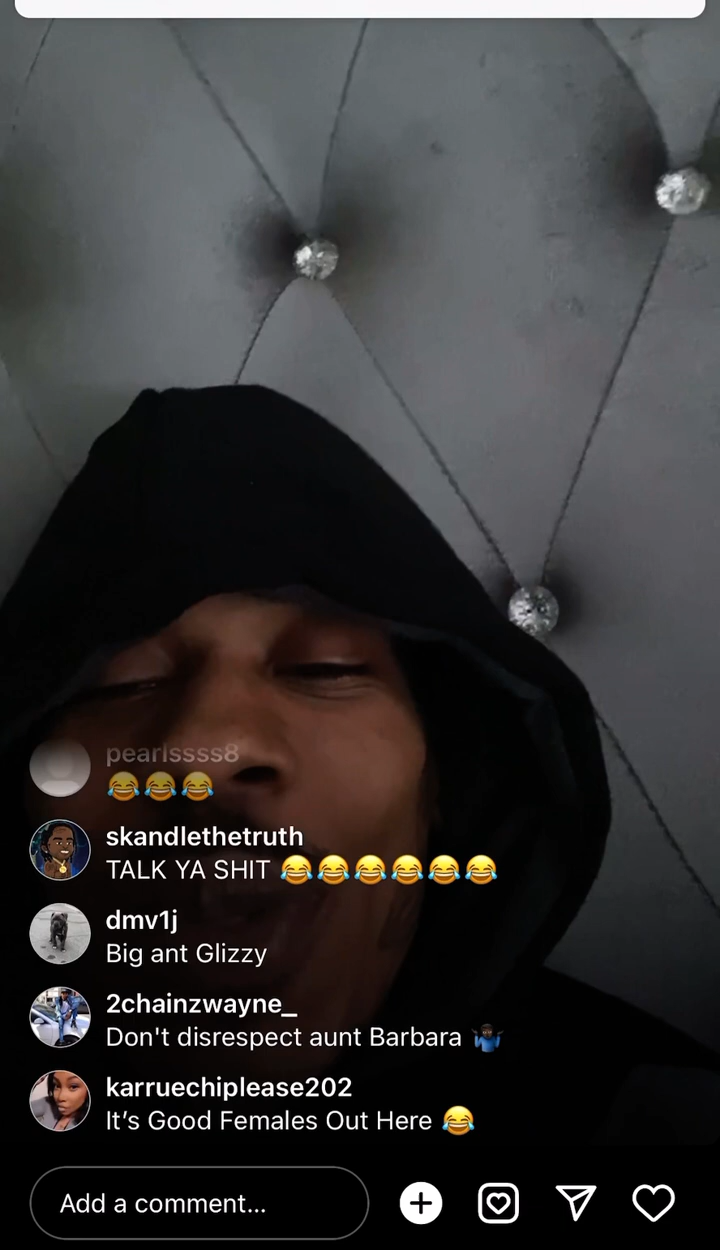 pearlssss8
😂😂😂
skandlethetruth
TALK YA SHIT 😂😂😂😂😂😂
dmv1j
Big ant Glizzy
2chainzwayne_
Don't disrespect aunt Barbara 🤷🏿‍♂️
karruechiplease202
It’s Good Females Out Here 😂
Add a comment...